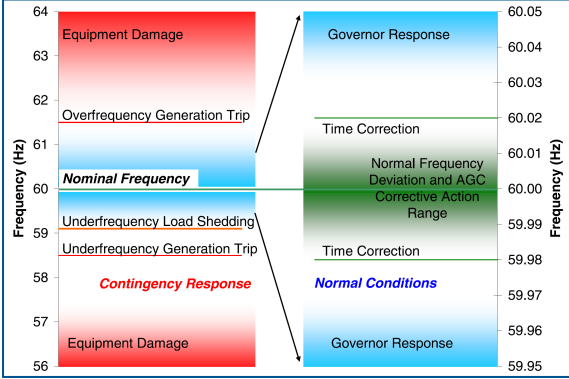 64
63
62
61
60
59
58
57
56
Frequency (Hz)
Equipment Damage
Overfrequency Generation Trip
Nominal Frequency
Underfrequency Load Shedding
Underfrequency Generation Trip
Contingency Response
Equipment Damage
Governor Response
Time Correction
Normal Frequency
Deviation and AGC
Corrective Action
Range
Time Correction
Normal Conditions
Governor Response
60.05
60.04
60.03
60.02
60.01
60.00
59.99
59.98
59.97
59.96
59.95
Frequency (Hz)